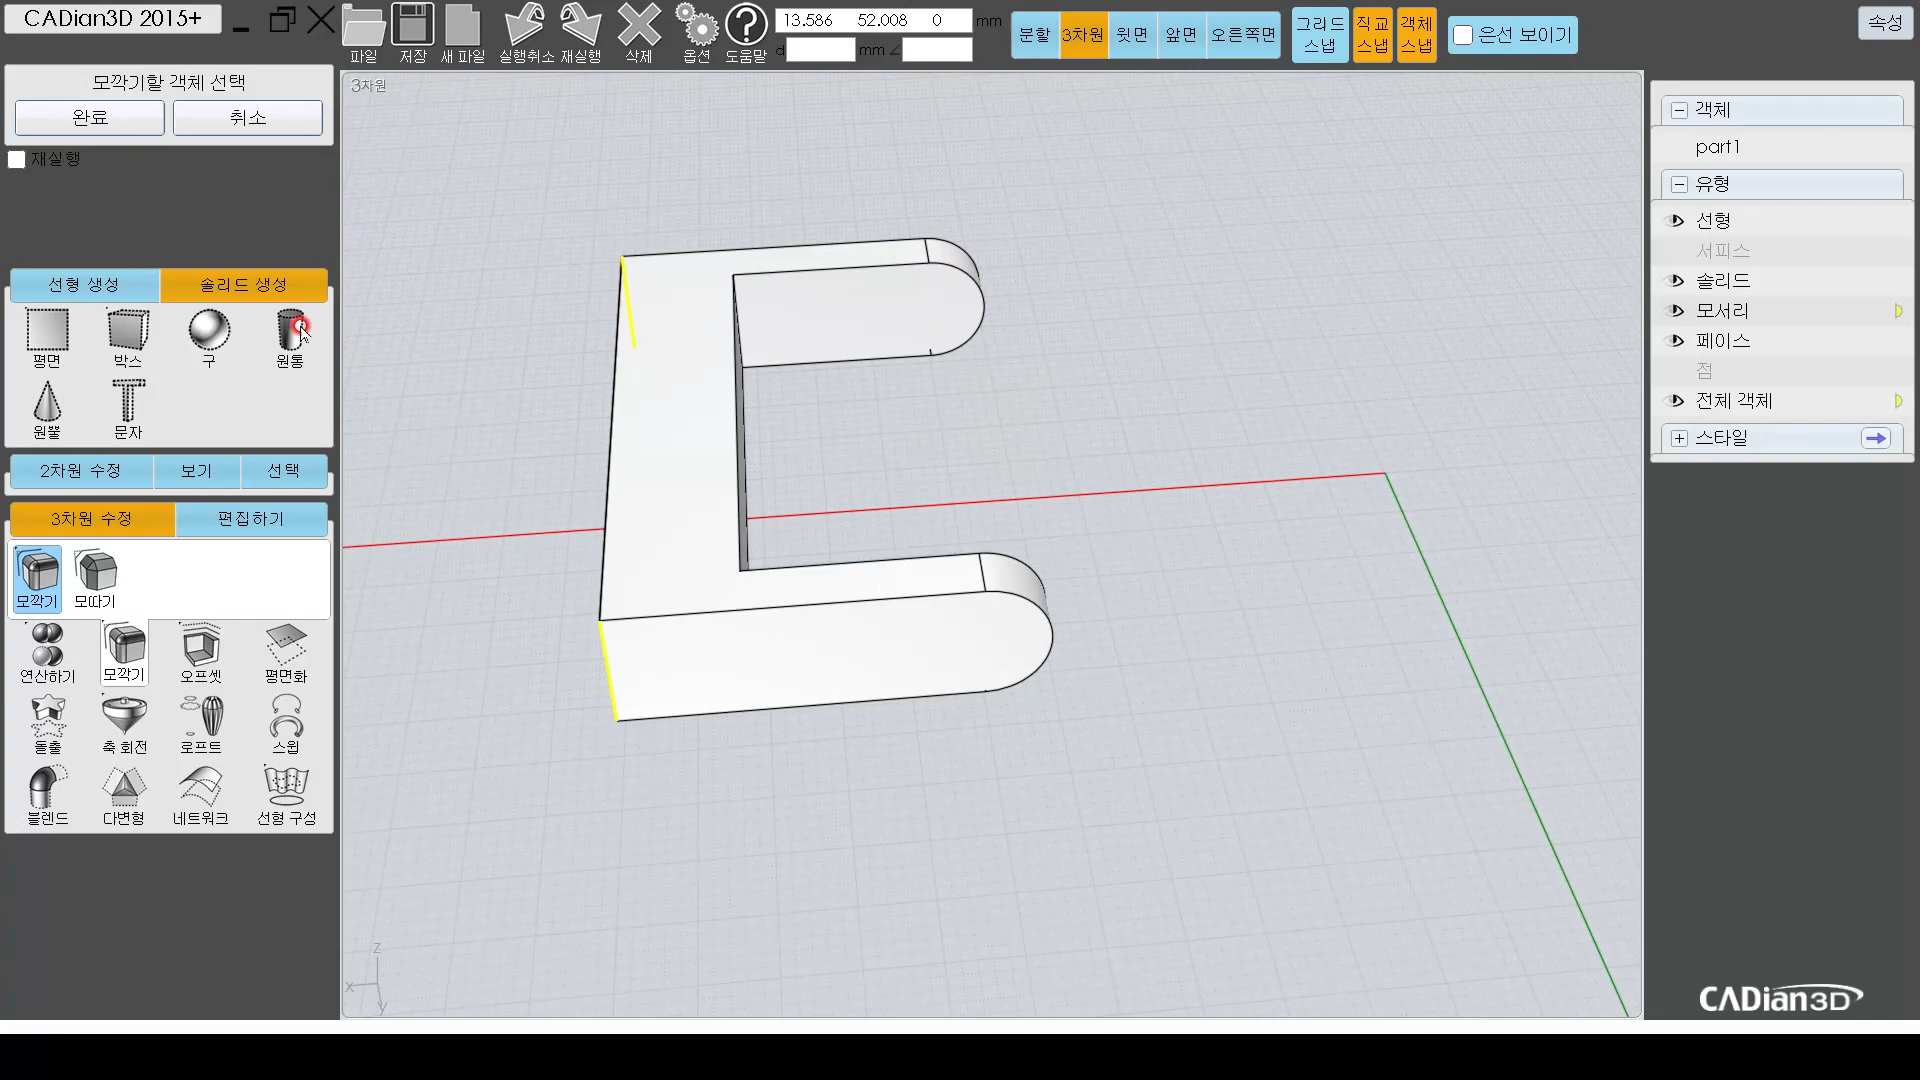 CADian3D 2015+
파일
저장
새 파일
실행취소
재실행
삭제
옵션
도움말
13.586 52.008 0 mm
d mm ∠
분할
3차원
윗면
앞면
오른쪽면
그리드
스냅
직교
스냅
객체
스냅
은선 보이기
속성
모깍기할 객체 선택
완료
취소
재실행
선형 생성
솔리드 생성
평면
박스
구
원통
원뿔
문자
2차원 수정
보기
선택
3차원 수정
편집하기
모깍기
모따기
연산하기
모깍기
오프셋
평면화
돌출
축 회전
로프트
스윕
블렌드
다변형
네트워크
선형 구성
3차원
Z
X
Y
객체
part1
유형
선형
서피스
솔리드
모서리
페이스
점
전체 객체
스타일
CADian3D